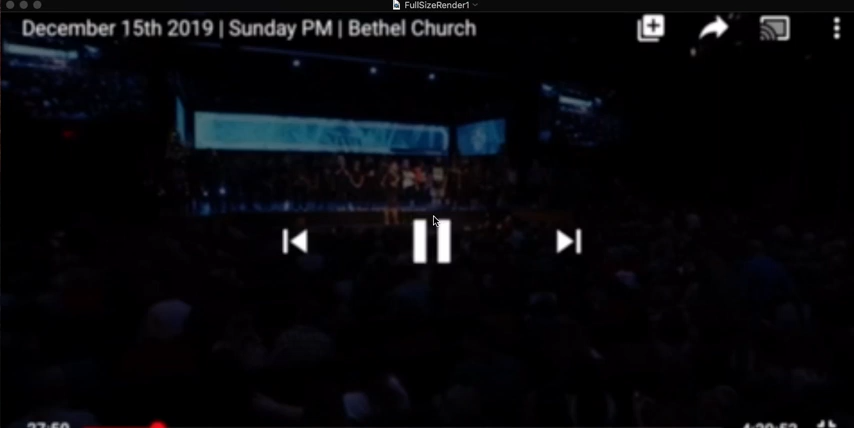 FullSizeRender1
December 15th 2019 | Sunday PM | Bethel Church